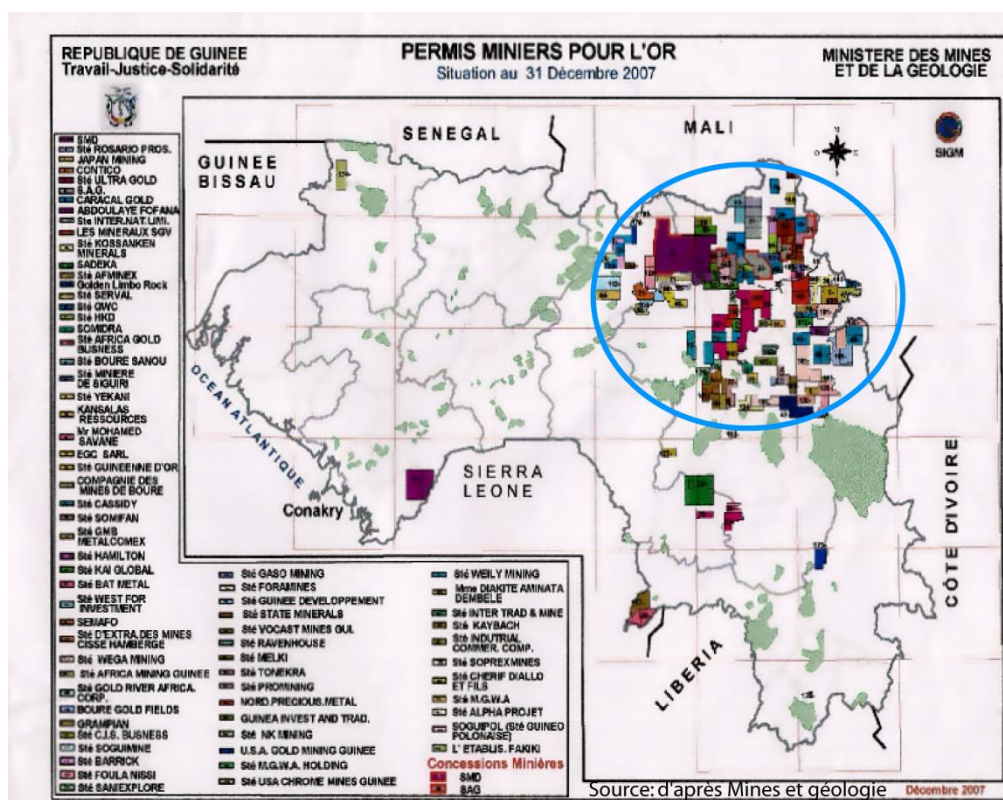 REPUBLIQUE DE GUINEE
Travail-Justice-Solidarité
PERMIS MINIERS POUR L'OR
Situation au 31 Décembre 2007
MINISTERE DES MINES
ET DE LA GEOLOGIE
SIGM
SENEGAL
MALI
GUINEE
BISSAU
OCEAN ATLANTIQUE
Conakry
SIERRA
LEONE
LIBERIA
CÔTE D'IVOIRE
SMD
Sté ROSARIO PROS.
JAPAN MINING
CONTICO
Sté ULTRA GOLD
S.A.G.
CARACAL GOLD
ABDOULAYE FOFANA
Ste INTER.NAT.LIMI.
LES MINERAUX SGV
Sté KOSSANKEN
MINERALS
SADEKA
Sté AFMINEX
Golden Limbo Rock
Sté SERVAL
Sté GWC
Sté HKD
SOMIDRA
Sté AFRICA GOLD
BUSNESS
Sté BOURE SANOU
Sté MINIERE
DE SIGUIRI
Sté YEKANI
KANSALAS
RESSOURCES
Mr MOHAMED
SAVANE
EGC SARL
Sté GUINEENNE D'OR
COMPAGNIE DES
MINES DE BOURE
Sté CASSIDY
Sté SOMIFAN
Sté GMB
METALCOMEX
Sté HAMILTON
Sté KAI GLOBAL
Sté BAT METAL
Sté WEST FOR
INVESTMENT
SEMAFO
Sté D'EXTRA.DES MINES
CISSE HAMBERGE
Sté WEGA MINING
Sté AFRICA MINING GUINEE
Sté GOLD RIVER AFRICA.
CORP.
BOURE GOLD FIELDS
GRAMPIAN
Sté C.I.S. BUSNESS
Sté SOGUIMINE
Sté BARRICK
Sté FOULA NISSI
Sté SANIEXPLORE
Sté GASO MINING
Sté FORAMINES
Sté GUINEE DEVELOPPEMENT
Sté STATE MINERALS
Sté VOCAST MINES GUI.
Sté RAVENHOUSE
Sté MELKI
Sté TONEKRA
Sté PROMINING
NORD.PRECIOUS.METAL
GUINEA INVEST AND TRAD.
Sté NK MINING
U.S.A. GOLD MINING GUINEE
Sté M.G.W.A. HOLDING
Sté USA CHROME MINES GUINEE
Sté WEILY MINING
Mme DIAKITE AMINATA
DEMBELE
Sté INTER TRAD & MINE
Sté KAYBACH
Sté INDUTRIAL
COMMER. COMP.
Sté SOPREXMINES
Sté CHERIF DIALLO
ET FILS
Sté M.G.W.A
Sté ALPHA PROJET
SOGUIPOL (Sté GUINEO
POLONAISE)
L' ETABLIS. FAKIKI
Concessions Minières
SMD
SAG
Source: d'après Mines et géologie
Décembre 2007